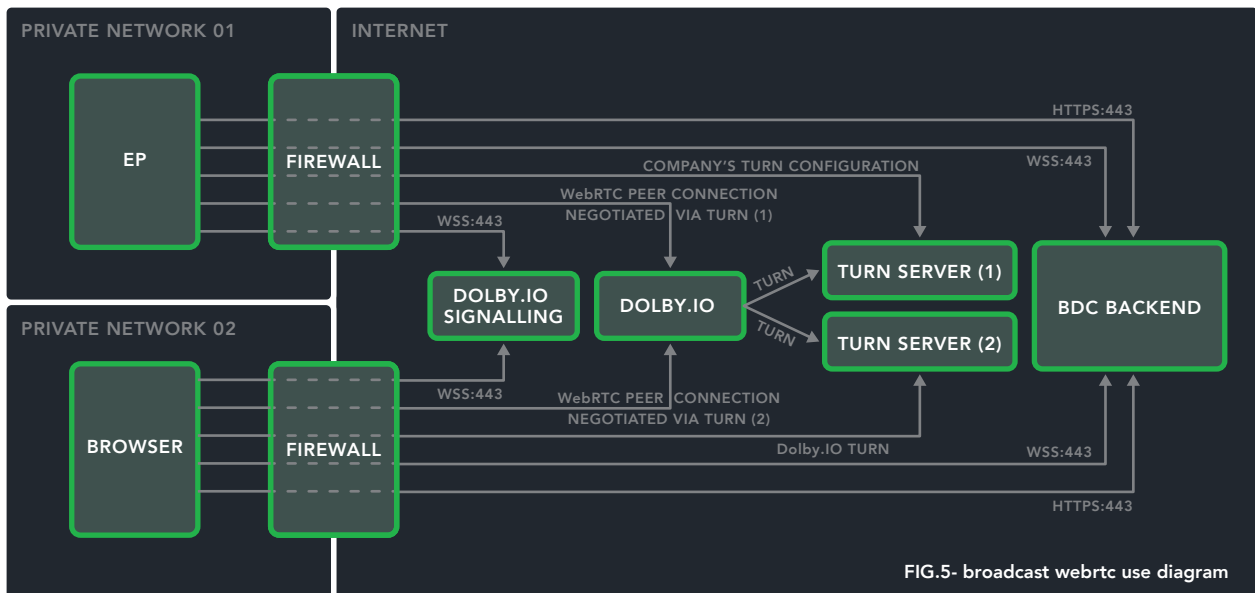 PRIVATE NETWORK 01
INTERNET
EP
FIREWALL
HTTPS:443
WSS:443
COMPANY'S TURN CONFIGURATION
WebRTC PEER CONNECTION
NEGOTIATED VIA TURN (1)
WSS:443
DOLBY.IO
SIGNALLING
DOLBY.IO
TURN
TURN
TURN SERVER (1)
TURN SERVER (2)
BDC BACKEND
PRIVATE NETWORK 02
BROWSER
FIREWALL
WSS:443
WebRTC PEER CONNECTION
NEGOTIATED VIA TURN (2)
Dolby.IO TURN
WSS:443
HTTPS:443
FIG.5- broadcast webrtc use diagram